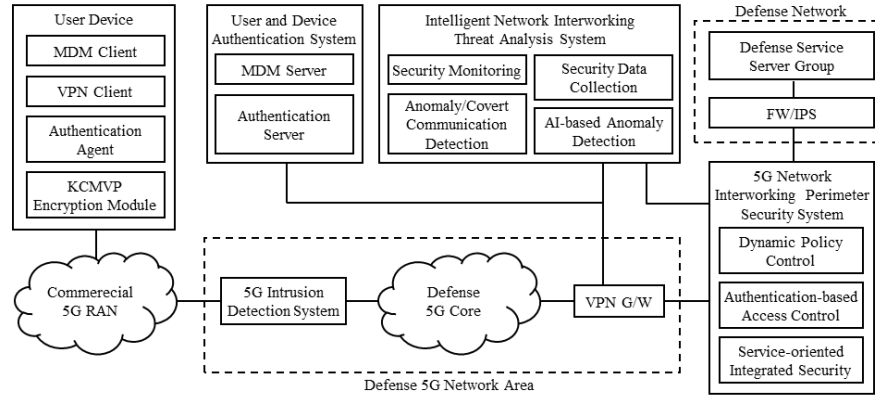 User Device
MDM Client
VPN Client
Authentication
Agent
KCMVP
Encryption Module
User and Device
Authentication System
MDM Server
Authentication
Server
Intelligent Network Interworking
Threat Analysis System
Security Monitoring
Security Data
Collection
Anomaly/Covert
Communication
Detection
AI-based Anomaly
Detection
Defense Network
Defense Service
Server Group
FW/IPS
5G Network
Interworking Perimeter
Security System
Dynamic Policy
Control
Authentication-based
Access Control
Service-oriented
Integrated Security
Commerecial
5G RAN
5G Intrusion
Detection System
Defense
5G Core
VPN G/W
Defense 5G Network Area